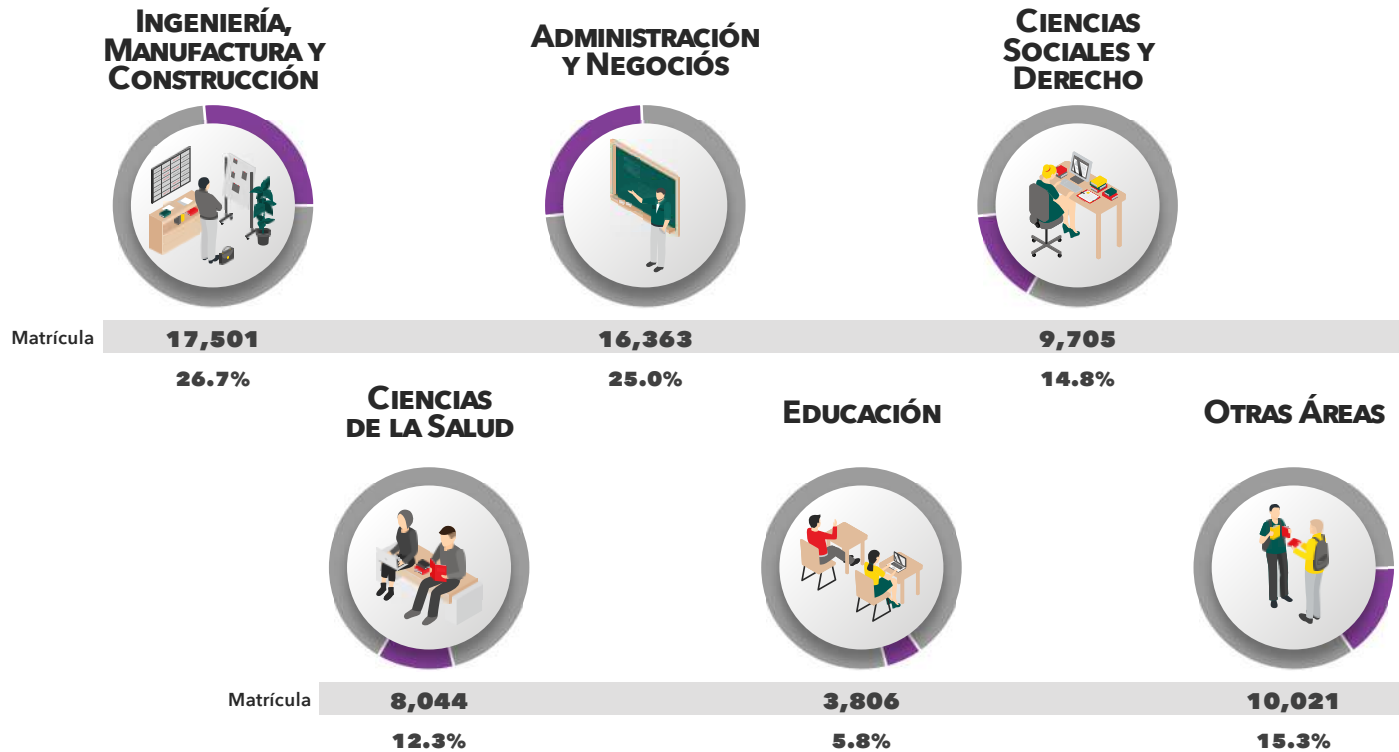 INGENIERÍA,
MANUFACTURA Y
CONSTRUCCIÓN
ADMINISTRACIÓN
Y NEGOCIÓS
CIENCIAS
SOCIALES Y
DERECHO
Matrícula 17,501 16,363 9,705
26.7% 25.0% 14.8%
CIENCIAS
DE LA SALUD
EDUCACIÓN
OTRAS ÁREAS
Matrícula 8,044 3,806 10,021
12.3% 5.8% 15.3%